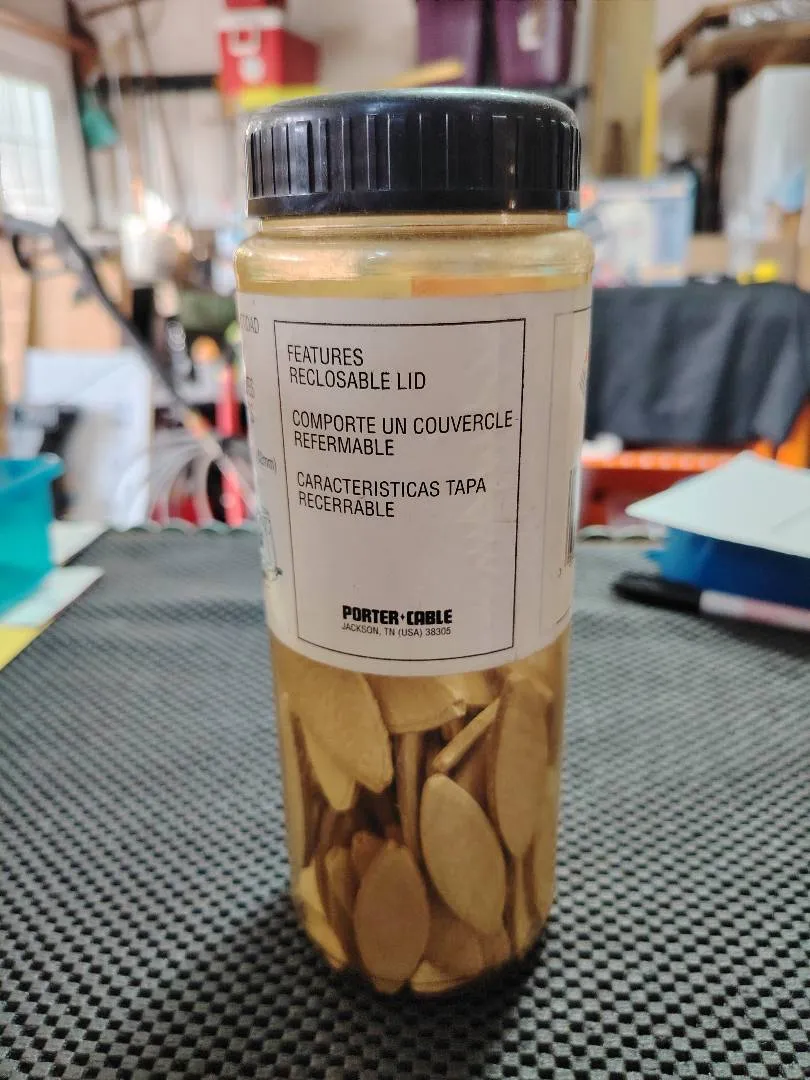 FEATURES
RECLOSABLE LID
COMPORTE UN COUVERCLE
REFERMABLE
CARACTERISTICAS TAPA
RECERRABLE
PORTER+CABLE
JACKSON, TN (USA) 38305